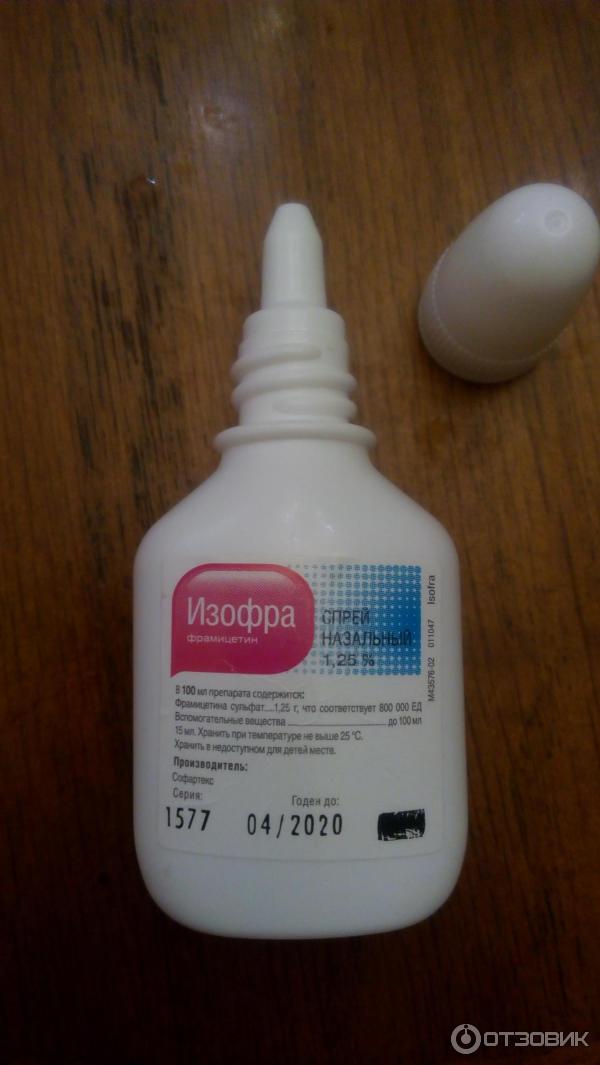 Изофра
фрамицетин
СПРЕЙ
НАЗАЛЬНЫЙ
1,25 %
В 100 мл препарата содержится:
Фрамицетина сульфат....1,25 г, что соответствует 800 000 ЕД
Вспомогательные вещества ______ до 100 мл
15 мл. Хранить при температуре не выше 25 °С.
Хранить в недоступном для детей месте.
Производитель:
Софартекс
Серия:
Годен до:
1577
04/2020
M43576-02 011047 Isofra
ОТЗОВИК